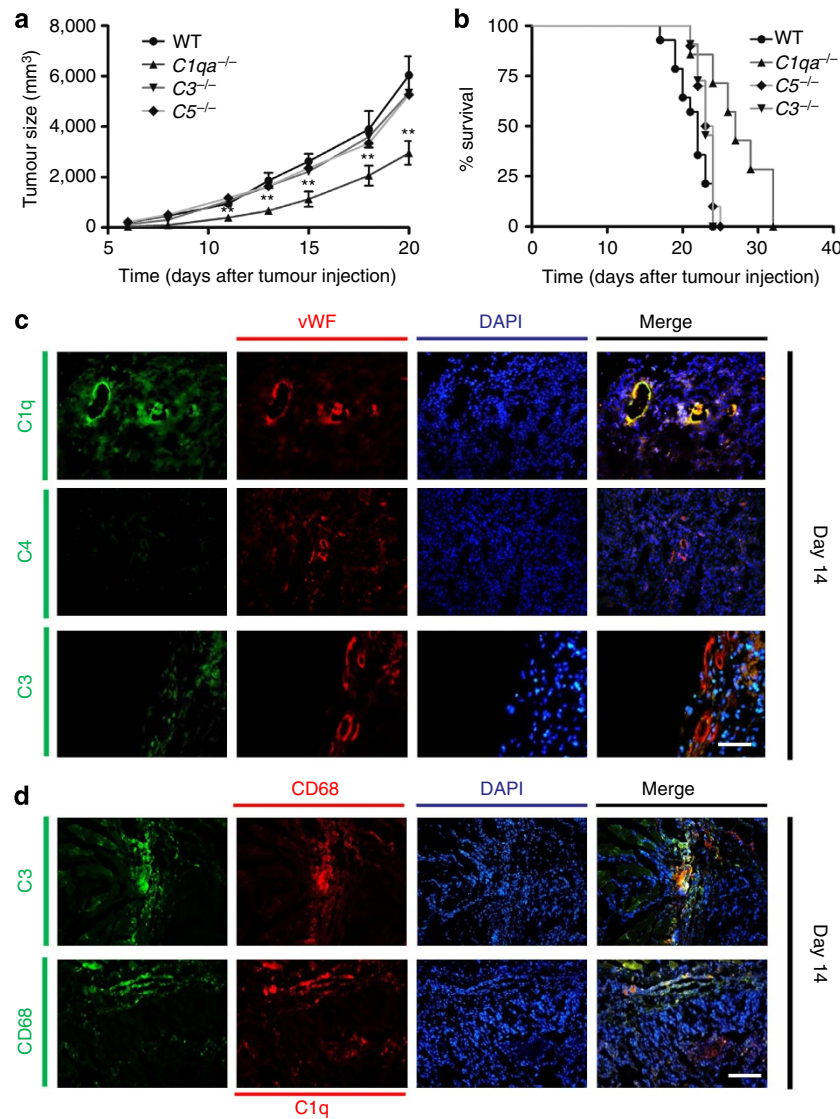 a
8,000
6,000
4,000
2,000
0
Tumour size (mm³)
WT
C1qa−/−
C3−/−
C5−/−
**
**
**
**
**
5
10
15
20
Time (days after tumour injection)
b
100
75
50
25
0
% survival
WT
C1qa−/−
C5−/−
C3−/−
0
10
20
30
40
Time (days after tumour injection)
c
vWF
DAPI
Merge
C1q
C4
C3
Day 14
d
CD68
DAPI
Merge
C3
CD68
Day 14
C1q